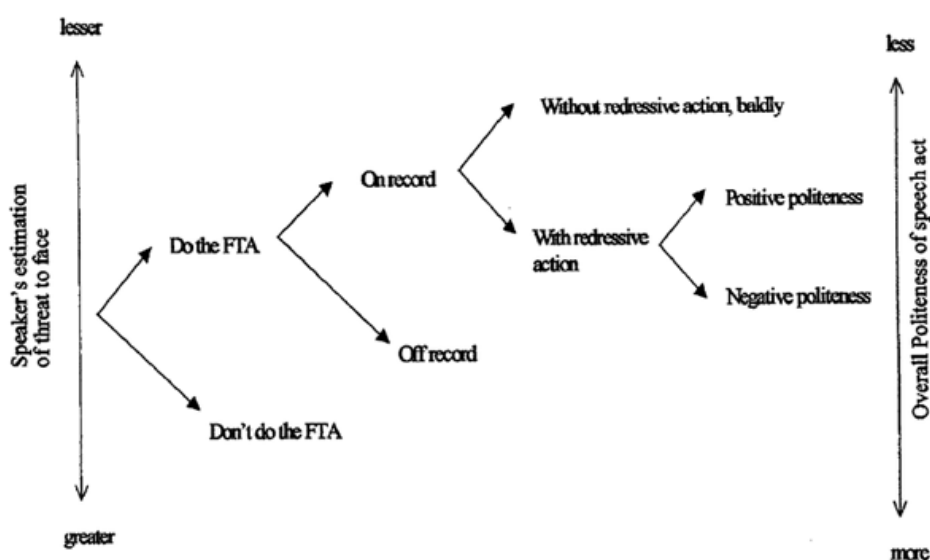 lesser
less
Without redressive action, baldly
On record
Positive politeness
Do the FTA
With redressive
action
Negative politeness
Off record
Don't do the FTA
greater
more
Speaker's estimation
of threat to face
Overall Politeness of speech act